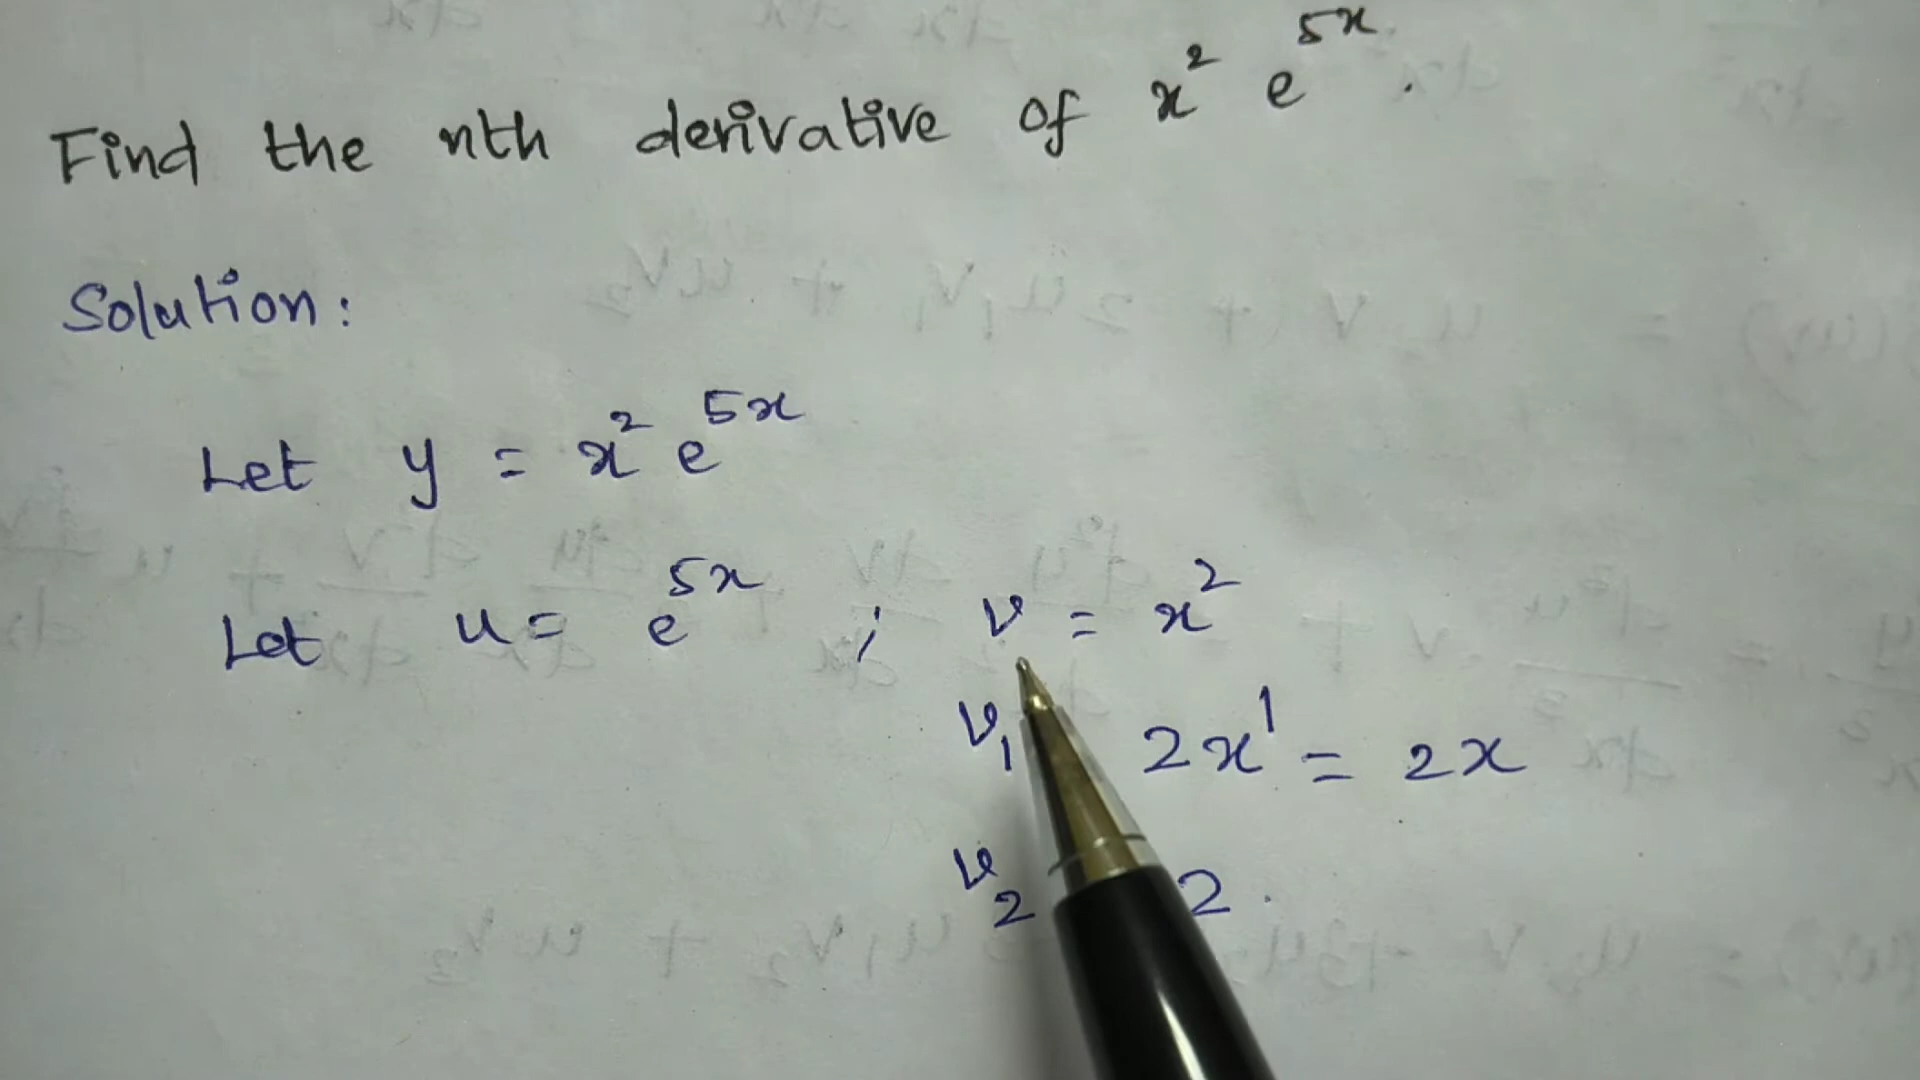 Find the nth derivative of x² e^5x.
Solution:
Let y = x² e^5x
Let u = e^5x ; v = x²
v₁ 2x¹ = 2x
v₂ 2.